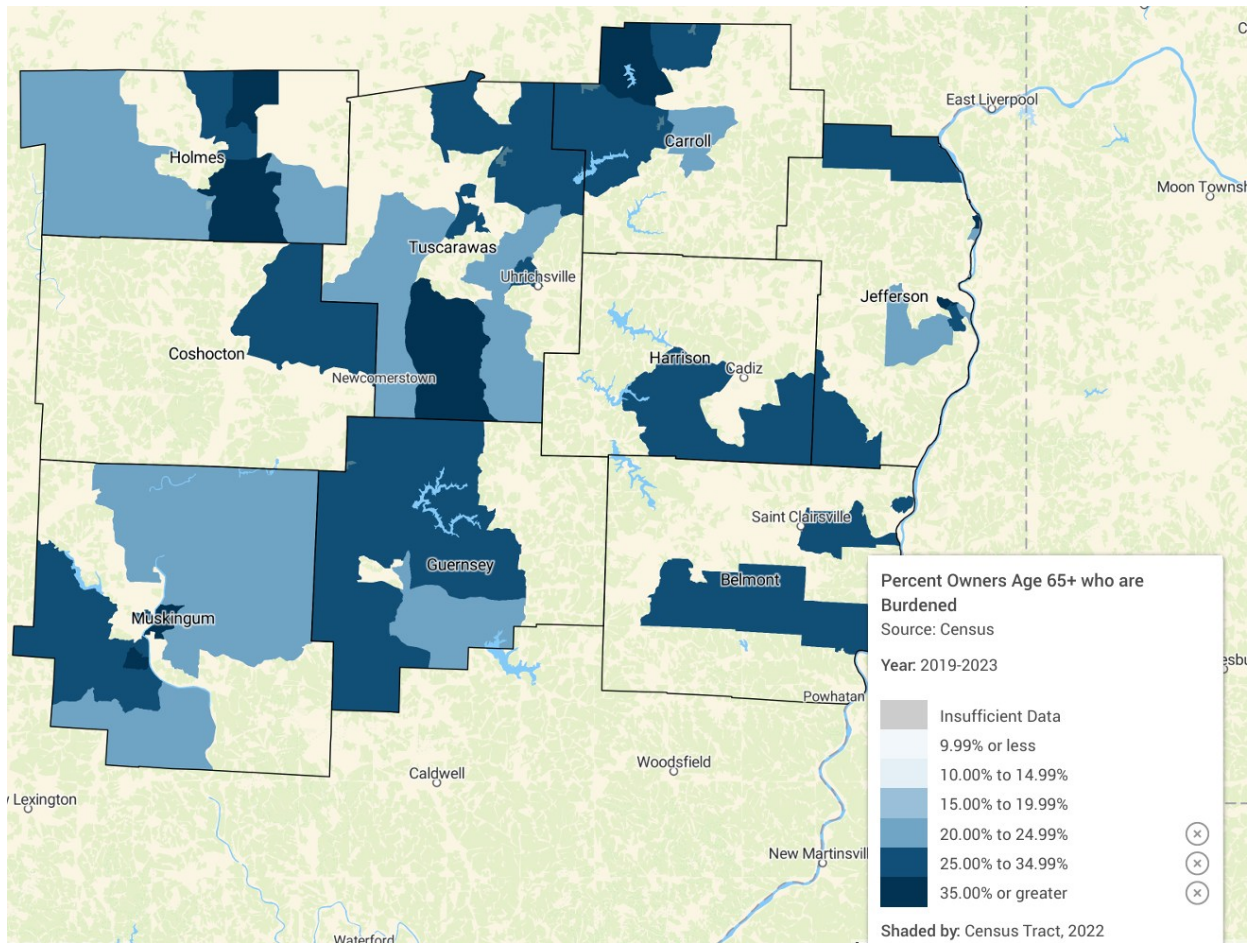 C
East Liverpool
Carroll
Holmes
Moon Townsh
Tuscarawas
Uhrichsville
Jefferson
Coshocton
Harrison
Cadiz
Newcomerstown
Saint Clairsville
Guernsey
Belmont
Muskingum
esbu
Powhatan
Woodsfield
Caldwell
y Lexington
New Martinsvil
Waterford
Percent Owners Age 65+ who are
Burdened
Source: Census
Year: 2019-2023
Insufficient Data
9.99% or less
10.00% to 14.99%
15.00% to 19.99%
20.00% to 24.99%
25.00% to 34.99%
35.00% or greater
Shaded by: Census Tract, 2022